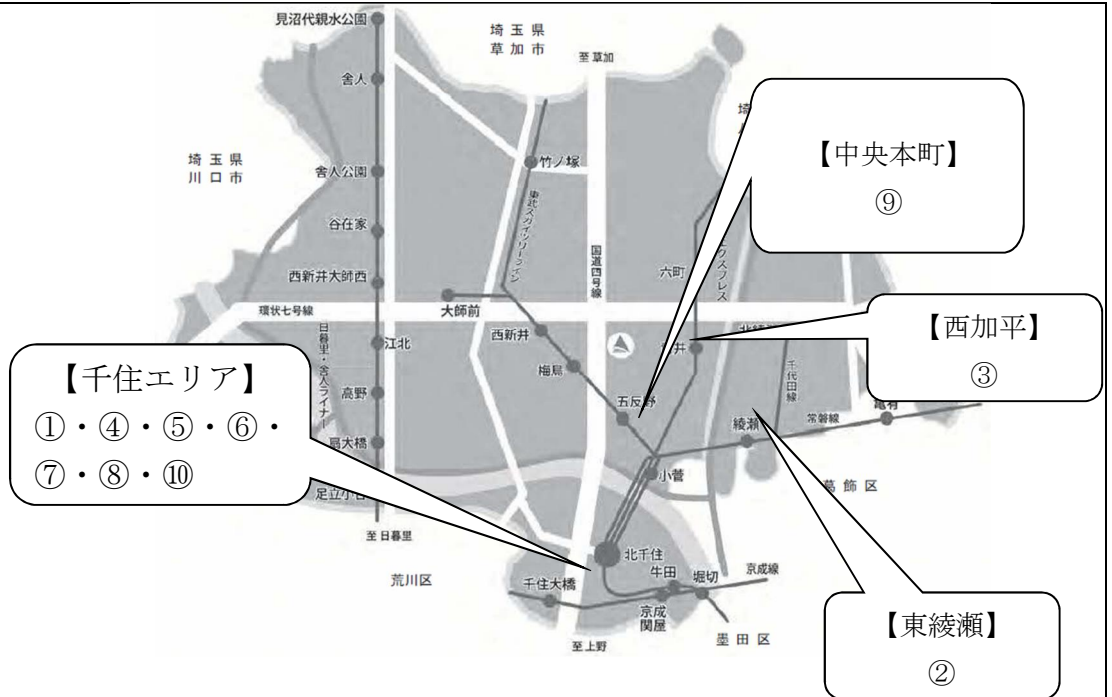 見沼代親水公園
埼玉県
草加市
至 草加
舎人
埼玉県
川口市
舎人公園
竹ノ塚
東武スカイツリーライン
谷在家
国道四号線
六町
エクスプレス
西新井大師西
環状七号線
大師前
西新井
江北
日暮里・舎人ライナー
梅島
高野
五反野
千代田線
綾瀬
常磐線
亀有
扇大橋
小菅
葛飾区
至 日暮里
荒川区
北千住
牛田
堀切
京成線
千住大橋
京成
関屋
墨田区
至 上野
【中央本町】
⑨
【西加平】
③
【千住エリア】
①・④・⑤・⑥・
⑦・⑧・⑩
【東綾瀬】
②